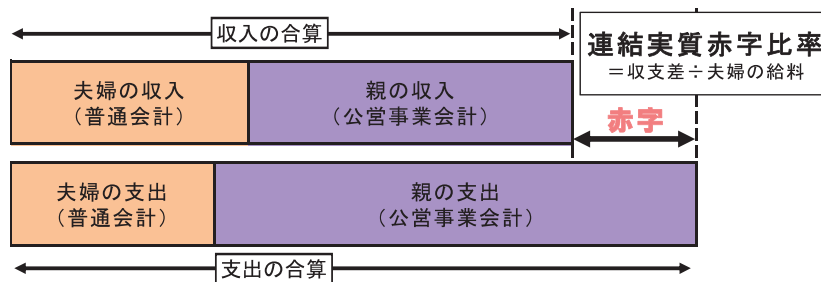 収入の合算
連結実質赤字比率
＝収支差÷夫婦の給料
夫婦の収入
（普通会計）
親の収入
（公営事業会計）
赤字
夫婦の支出
（普通会計）
親の支出
（公営事業会計）
支出の合算